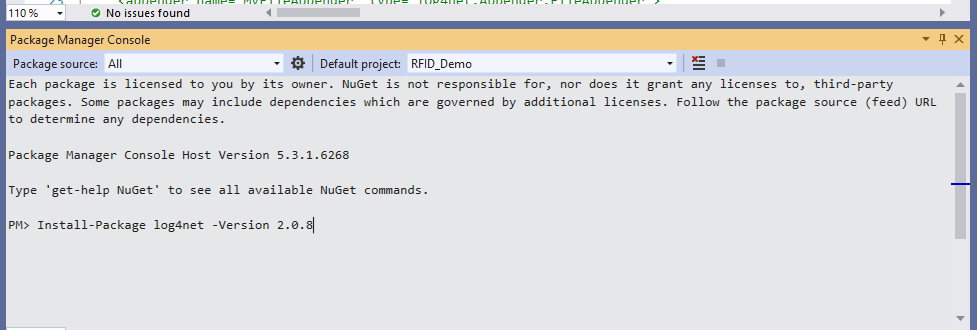 110 %
No issues found
Package Manager Console
Package source: All
Default project: RFID_Demo
Each package is licensed to you by its owner. NuGet is not responsible for, nor does it grant any licenses to, third-party
packages. Some packages may include dependencies which are governed by additional licenses. Follow the package source (feed) URL
to determine any dependencies.
Package Manager Console Host Version 5.3.1.6268
Type 'get-help NuGet' to see all available NuGet commands.
PM> Install-Package log4net -Version 2.0.8